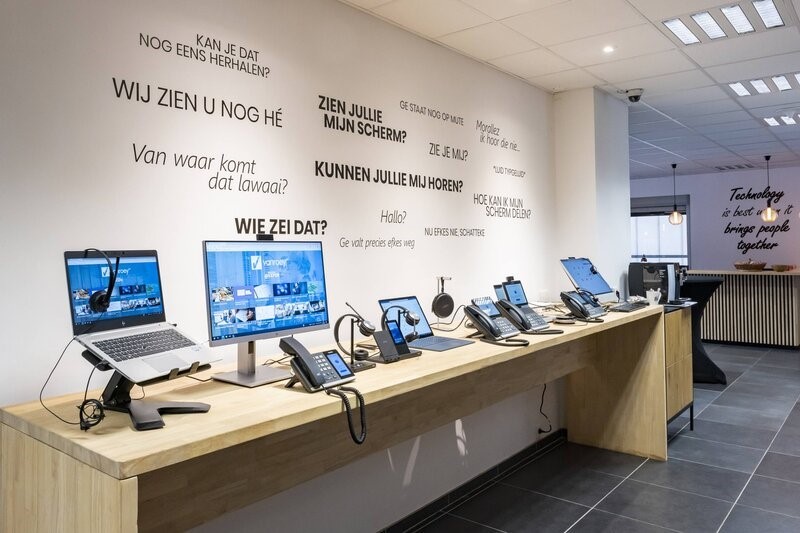 KAN JE DAT
NOG EENS HERHALEN?
WIJ ZIEN U NOG HÉ
Van waar komt
dat lawaai?
WIE ZEI DAT?
ZIEN JULLIE
MIJN SCHERM?
GE STAAT NOG OP MUTE
ZIE JE MIJ?
Morallez
ik hoor die nie...
KUNNEN JULLIE MIJ HOREN?
*LUID TYPGELUID*
HOE KAN IK MIJN
SCHERM DELEN?
Hallo?
NU EFKES NIE, SCHATTEKE
Ge valt precies efkes weg
Technology
is best when it
brings people
together
vanroey
vanroey